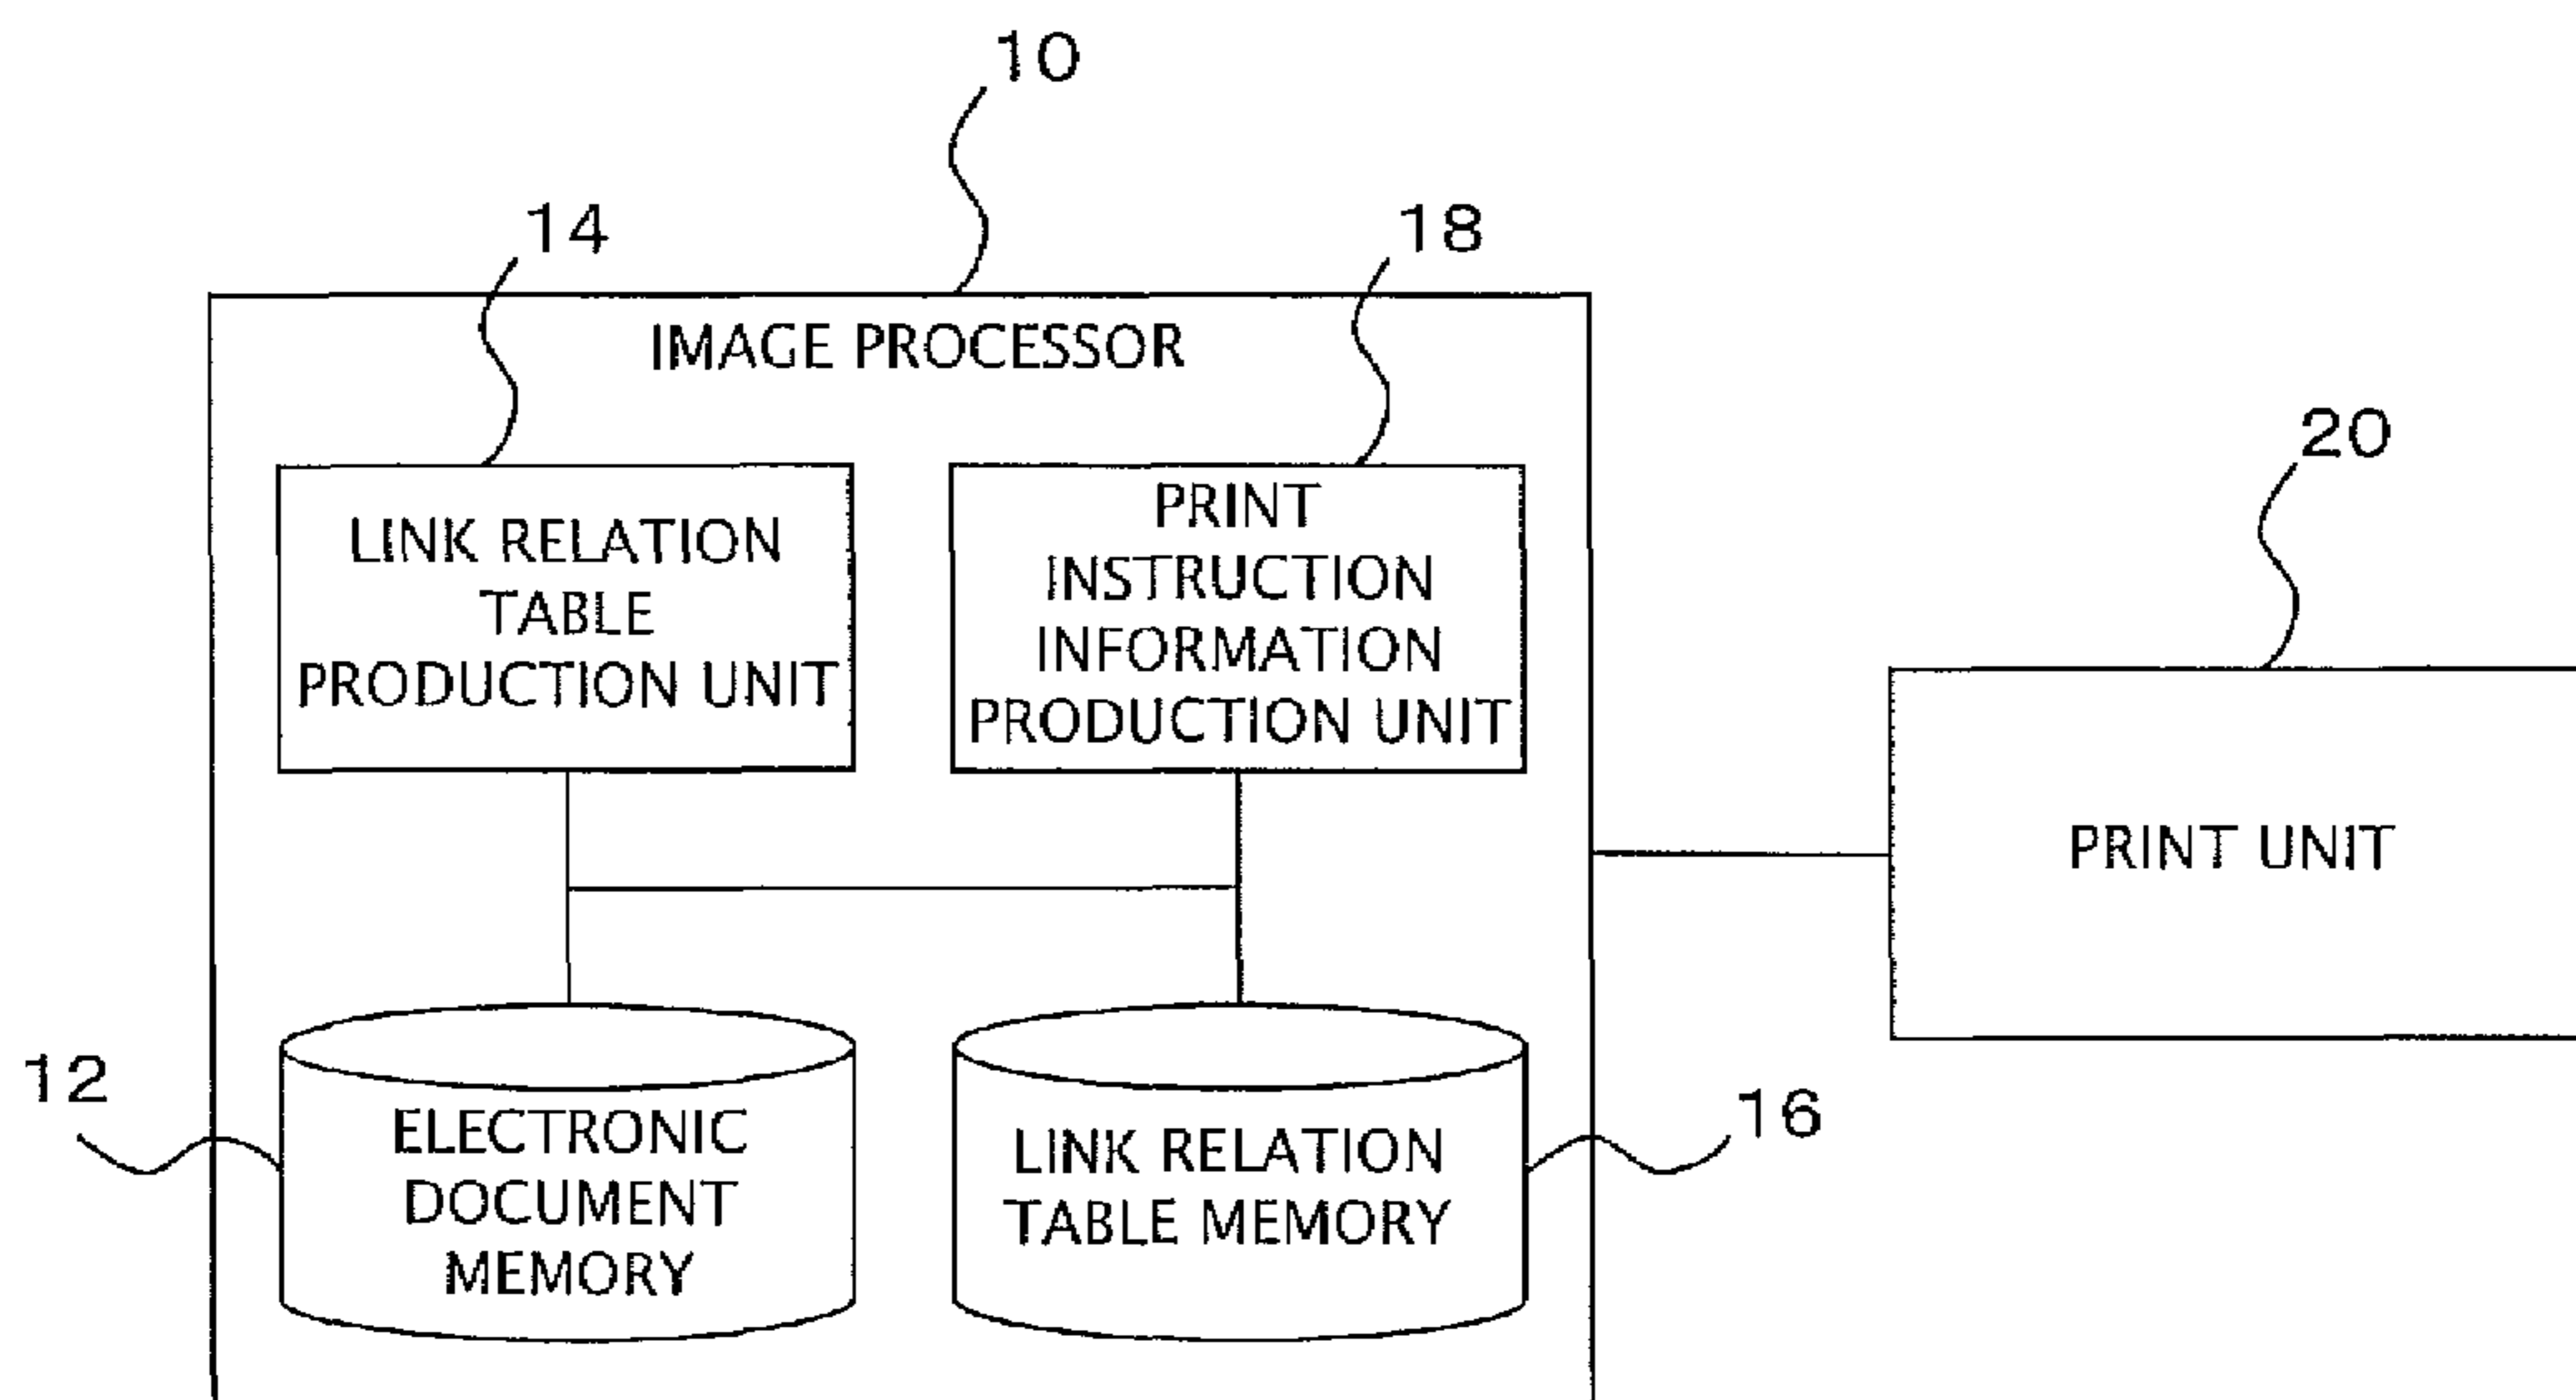 10
14
18
IMAGE PROCESSOR
LINK RELATION
TABLE
PRODUCTION UNIT
PRINT
INSTRUCTION
INFORMATION
PRODUCTION UNIT
20
PRINT UNIT
12
ELECTRONIC
DOCUMENT
MEMORY
LINK RELATION
TABLE MEMORY
16